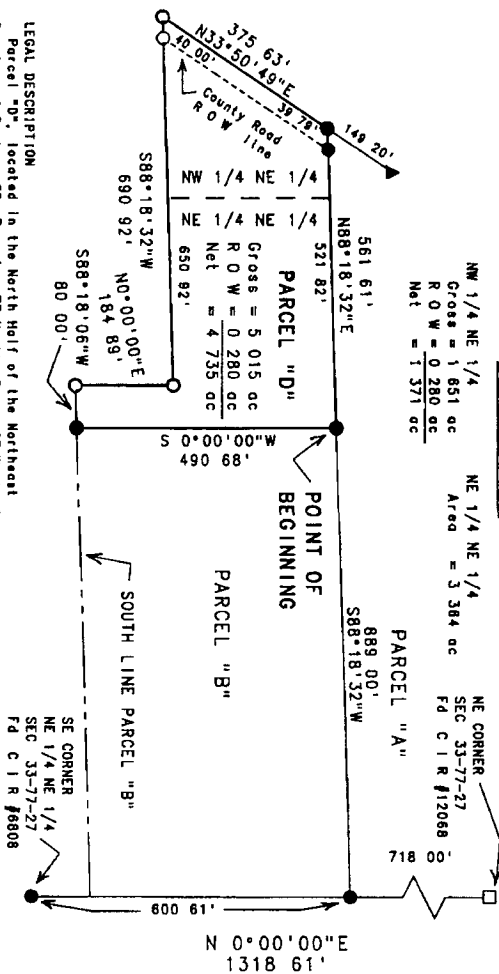 NW 1/4 NE 1/4
Gross = 1 651 ac
R O W = 0 280 ac
Net = 1 371 ac
NE 1/4 NE 1/4
Area = 3 364 ac
NE CORNER
SEC 33-77-27
Fd C I R #12068
718 00'
PARCEL "A"
889 00'
S88°18'32"W
561 61'
N88°18'32"E
521 82'
149 20'
375 63'
N33°50'49"E
40 00'
39 78'
County Road
R O W line
NW 1/4 NE 1/4
NE 1/4 NE 1/4
PARCEL "D"
Gross = 5 015 ac
R O W = 0 280 ac
Net = 4 735 ac
650 92'
S88°18'32"W
690 92'
N0°00'00"E
184 89'
S88°18'06"W
80 00'
S 0°00'00"W
490 68'
POINT OF
BEGINNING
PARCEL "B"
SOUTH LINE PARCEL "B"
SE CORNER
NE 1/4 NE 1/4
SEC 33-77-27
Fd C I R #6808
600 61'
N 0°00'00"E
1318 61'
LEGAL DESCRIPTION
Parcel "D", located in the North Half of the Northeast